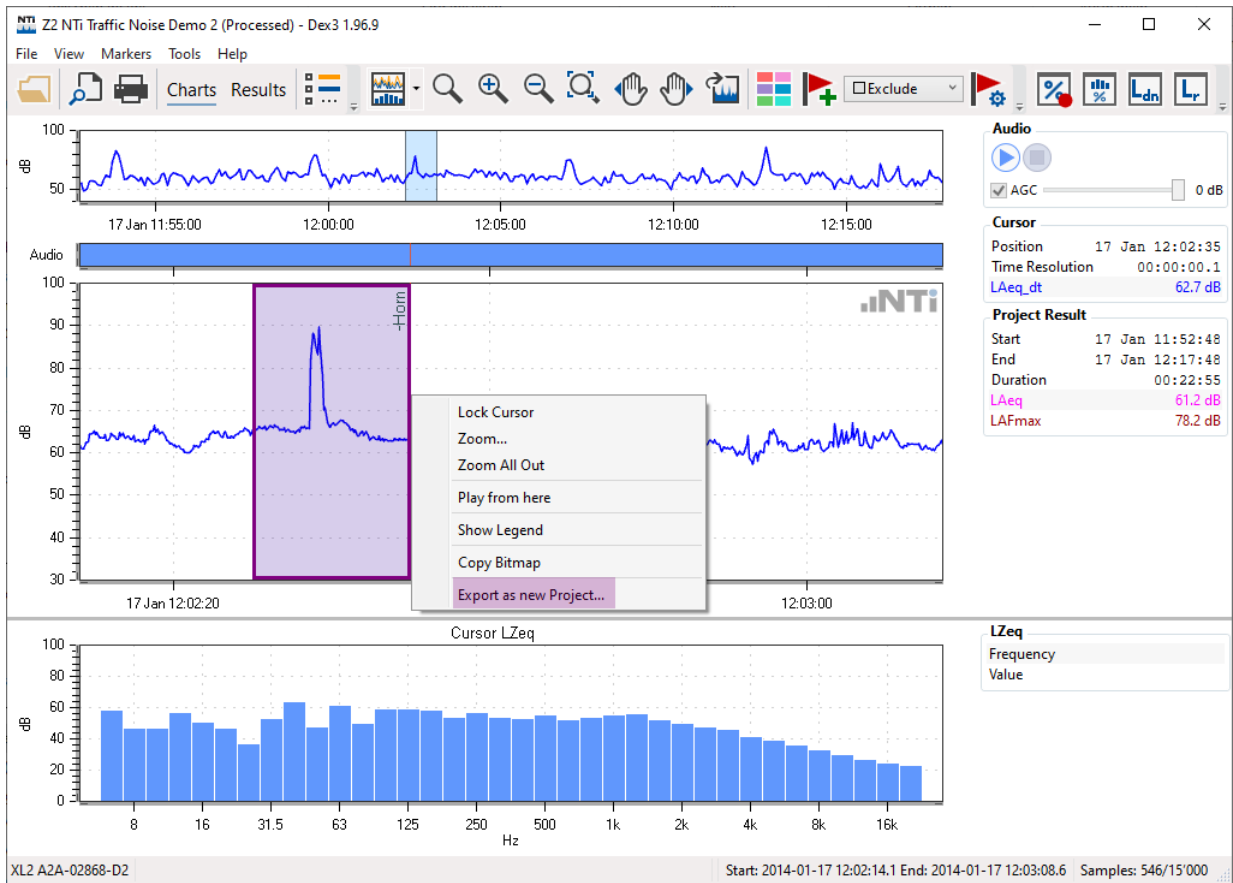 NTi Z2 NTi Traffic Noise Demo 2 (Processed) - Dex3 1.96.9
File View Markers Tools Help
Charts Results Exclude % % Ldn Lr
100
dB
50
17 Jan 11:55:00 12:00:00 12:05:00 12:10:00 12:15:00
Audio
100
90
80
70
dB
60
50
40
30
-Horn
NTi
17 Jan 12:02:20 12:03:00
Lock Cursor
Zoom...
Zoom All Out
Play from here
Show Legend
Copy Bitmap
Export as new Project...
Audio
AGC 0 dB
Cursor
Position 17 Jan 12:02:35
Time Resolution 00:00:00.1
LAeq_dt 62.7 dB
Project Result
Start 17 Jan 11:52:48
End 17 Jan 12:17:48
Duration 00:22:55
LAeq 61.2 dB
LAFmax 78.2 dB
Cursor LZeq
100
80
60
dB
40
20
0
8 16 31.5 63 125 250 500 1k 2k 4k 8k 16k
Hz
LZeq
Frequency
Value
XL2 A2A-02868-D2 Start: 2014-01-17 12:02:14.1 End: 2014-01-17 12:03:08.6 Samples: 546/15'000